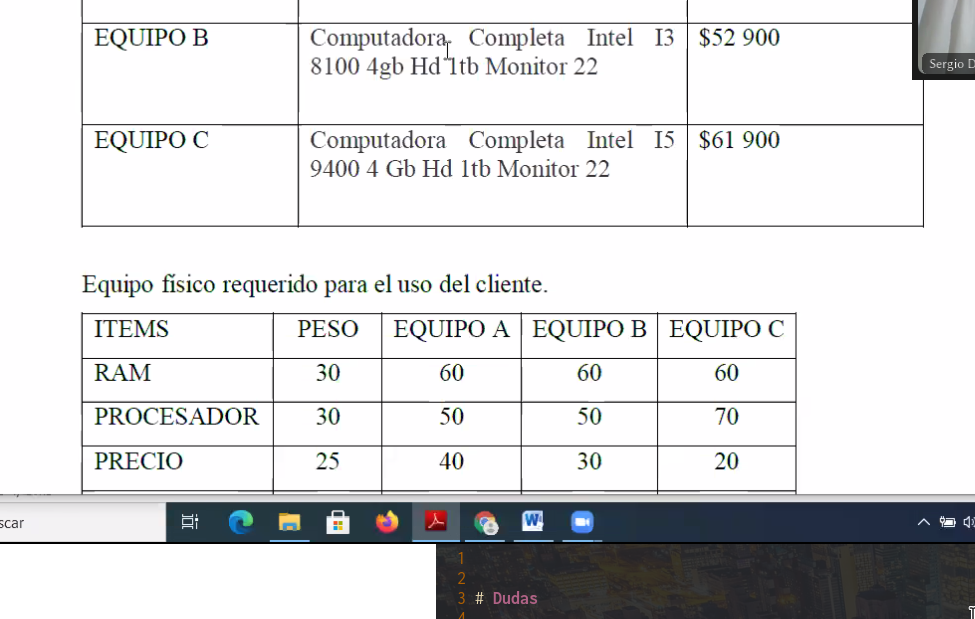 EQUIPO B
Computadora Completa Intel I3
$52 900
8100 4gb Hd 1tb Monitor 22
Sergio D
EQUIPO C
Computadora Completa Intel I5
$61 900
9400 4 Gb Hd 1tb Monitor 22
Equipo físico requerido para el uso del cliente.
ITEMS PESO EQUIPO A EQUIPO B EQUIPO C
RAM 30 60 60 60
PROCESADOR 30 50 50 70
PRECIO 25 40 30 20
scar
1
2
3 # Dudas